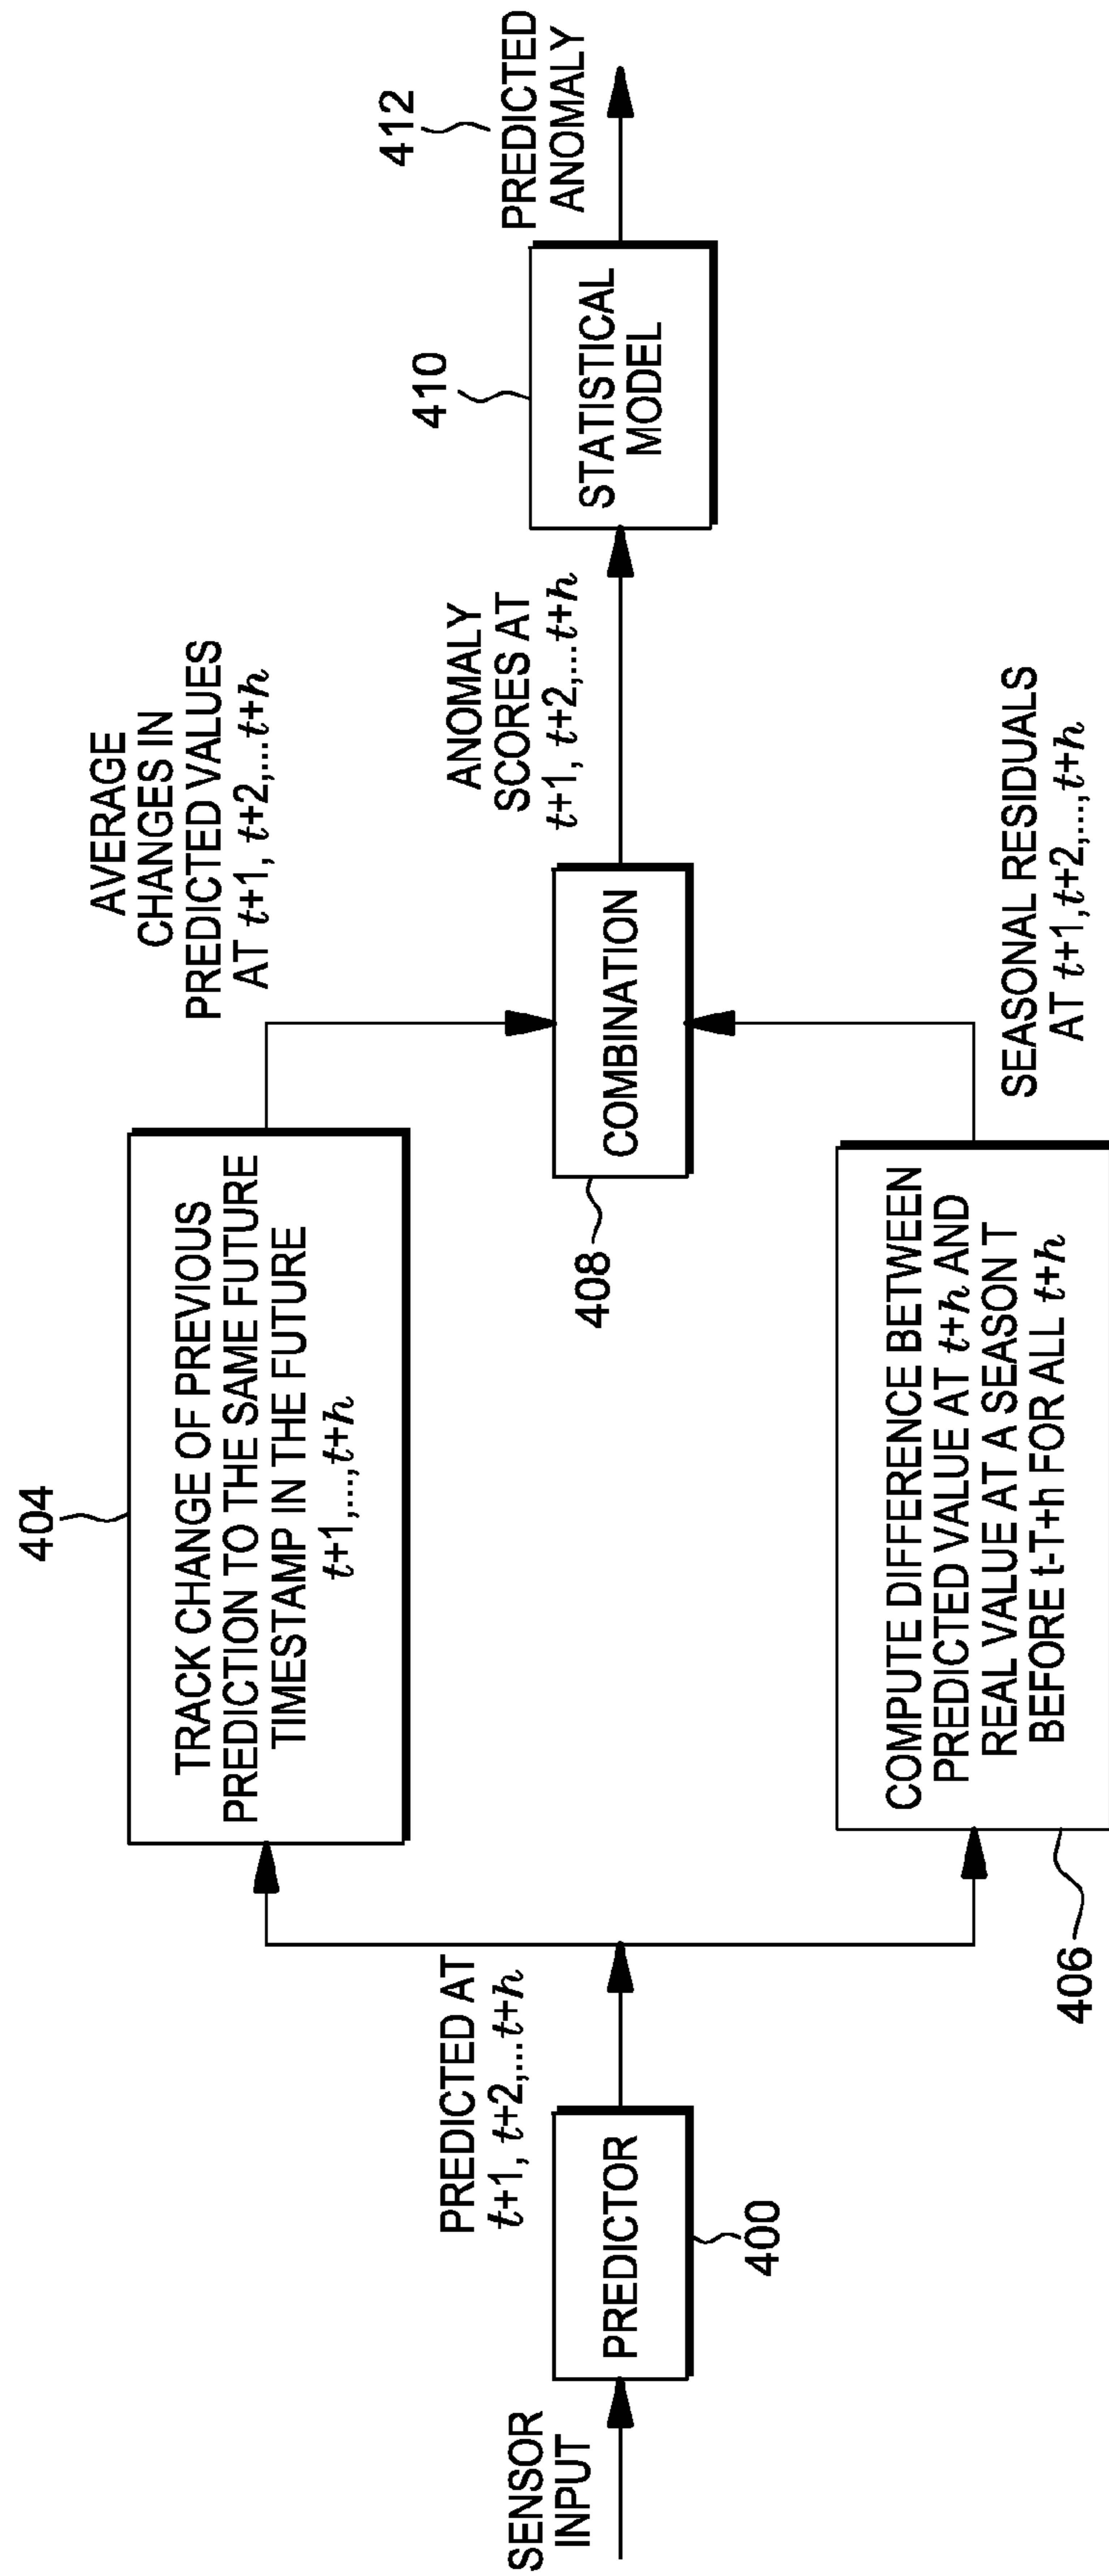 SENSOR
INPUT
PREDICTOR
400
PREDICTED AT
t+1, t+2,...t+h
404
TRACK CHANGE OF PREVIOUS
PREDICTION TO THE SAME FUTURE
TIMESTAMP IN THE FUTURE
t+1,...,t+h
406
COMPUTE DIFFERENCE BETWEEN
PREDICTED VALUE AT t+h AND
REAL VALUE AT A SEASON T
BEFORE t-T+h FOR ALL t+h
AVERAGE
CHANGES IN
PREDICTED VALUES
AT t+1, t+2,...t+h
SEASONAL RESIDUALS
AT t+1,t+2,...,t+h
COMBINATION
408
ANOMALY
SCORES AT
t+1, t+2,...t+h
410
STATISTICAL
MODEL
412
PREDICTED
ANOMALY